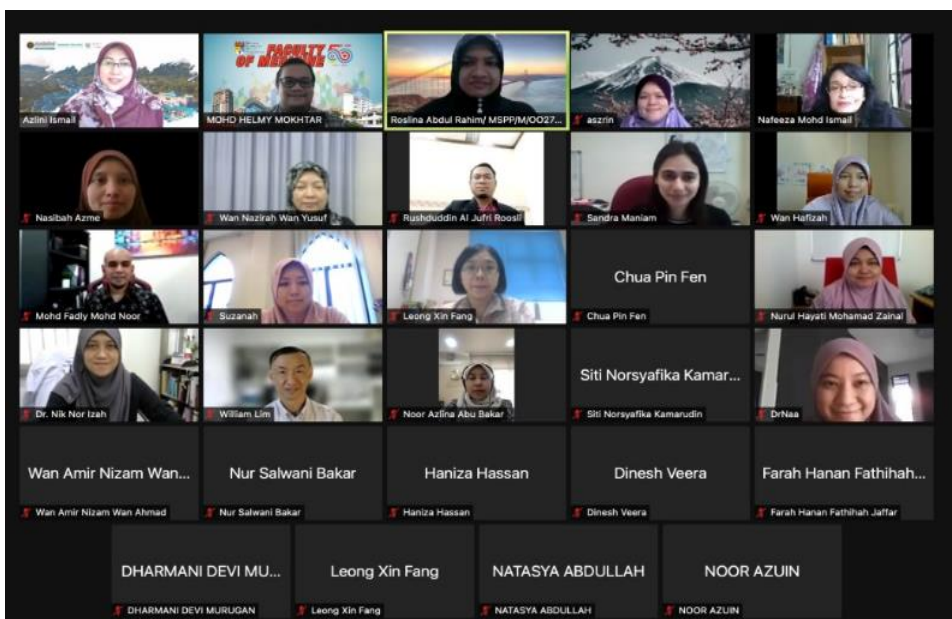 FACULTY
OF MEDICINE
Azlini Ismail
MOHD HELMY MOKHTAR
Roslina Abdul Rahim/ MSPP/M/OO27...
aszrin
Nafeeza Mohd Ismail
Nasibah Azme
Wan Nazirah Wan Yusuf
Rushduddin Al Jufri Roosli
Sandra Maniam
Wan Hafizah
Mohd Fadly Mohd Noor
Suzanah
Leong Xin Fang
Chua Pin Fen
Chua Pin Fen
Nurul Hayati Mohamad Zainal
Dr. Nik Nor Izah
William Lim
Noor Azlina Abu Bakar
Siti Norsyafika Kamar...
Siti Norsyafika Kamarudin
DrNaa
Wan Amir Nizam Wan...
Wan Amir Nizam Wan Ahmad
Nur Salwani Bakar
Nur Salwani Bakar
Haniza Hassan
Haniza Hassan
Dinesh Veera
Dinesh Veera
Farah Hanan Fathihah...
Farah Hanan Fathihah Jaffar
DHARMANI DEVI MU...
DHARMANI DEVI MURUGAN
Leong Xin Fang
Leong Xin Fang
NATASYA ABDULLAH
NATASYA ABDULLAH
NOOR AZUIN
NOOR AZUIN